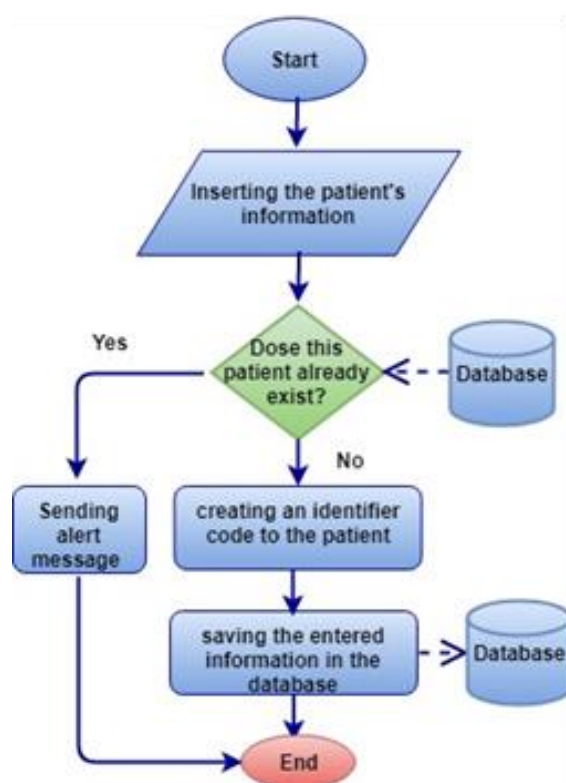 Start
Inserting the patient's
information
Yes
Dose this
patient already
exist?
Database
No
Sending
alert
message
creating an identifier
code to the patient
saving the entered
information in the
database
Database
End